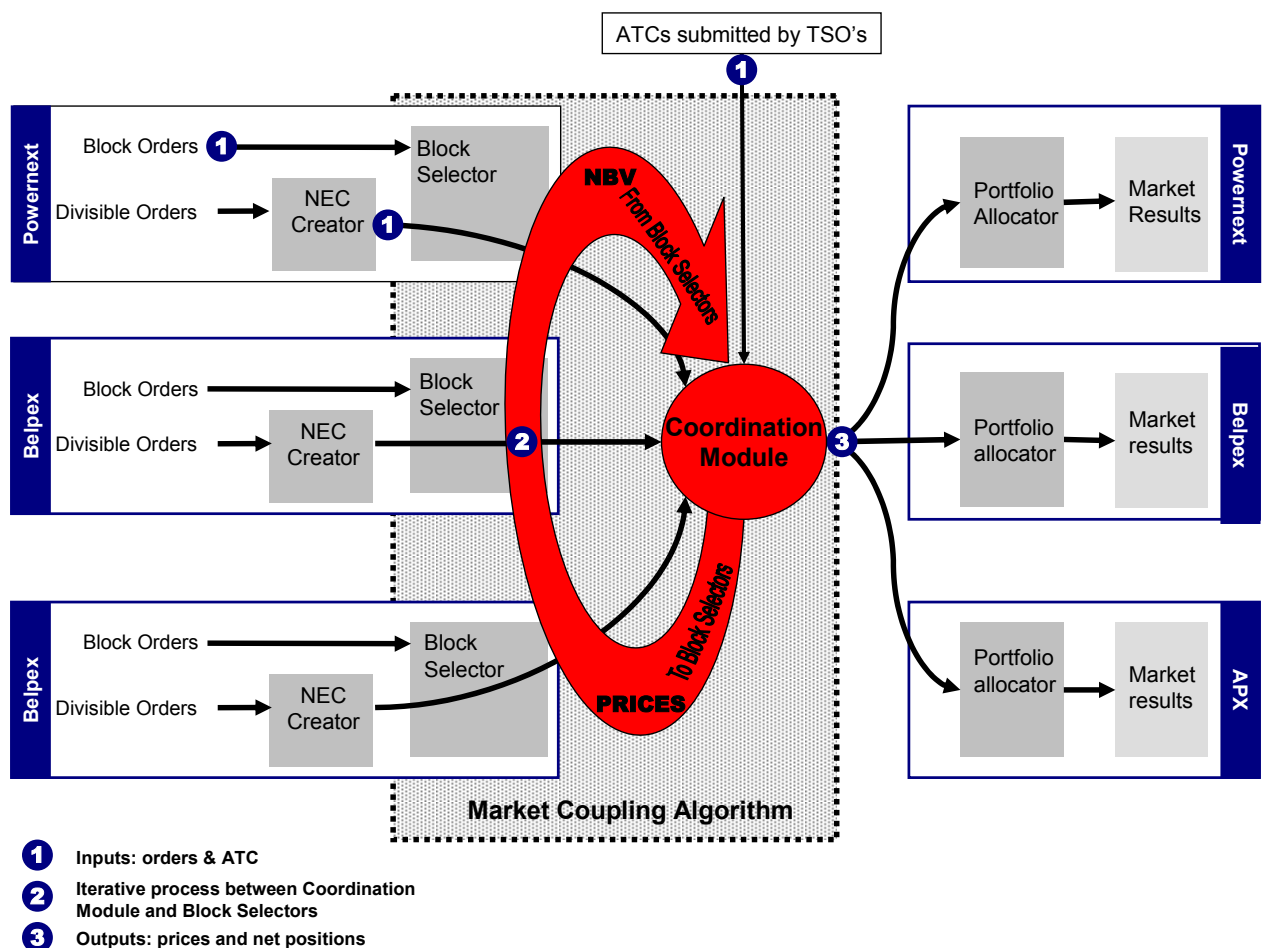 ATCs submitted by TSO's
1
Powernext
Block Orders
1
Block
Selector
Divisible Orders
NEC
Creator
1
NBV
From Block Selectors
Belpex
Block Orders
Block
Selector
Divisible Orders
NEC
Creator
2
Coordination
Module
3
Belpex
Block Orders
Block
Selector
Divisible Orders
NEC
Creator
To Block Selectors
PRICES
Market Coupling Algorithm
Portfolio
Allocator
Market
Results
Powernext
Portfolio
allocator
Market
results
Belpex
Portfolio
allocator
Market
results
APX
1 Inputs: orders & ATC
2 Iterative process between Coordination
Module and Block Selectors
3 Outputs: prices and net positions